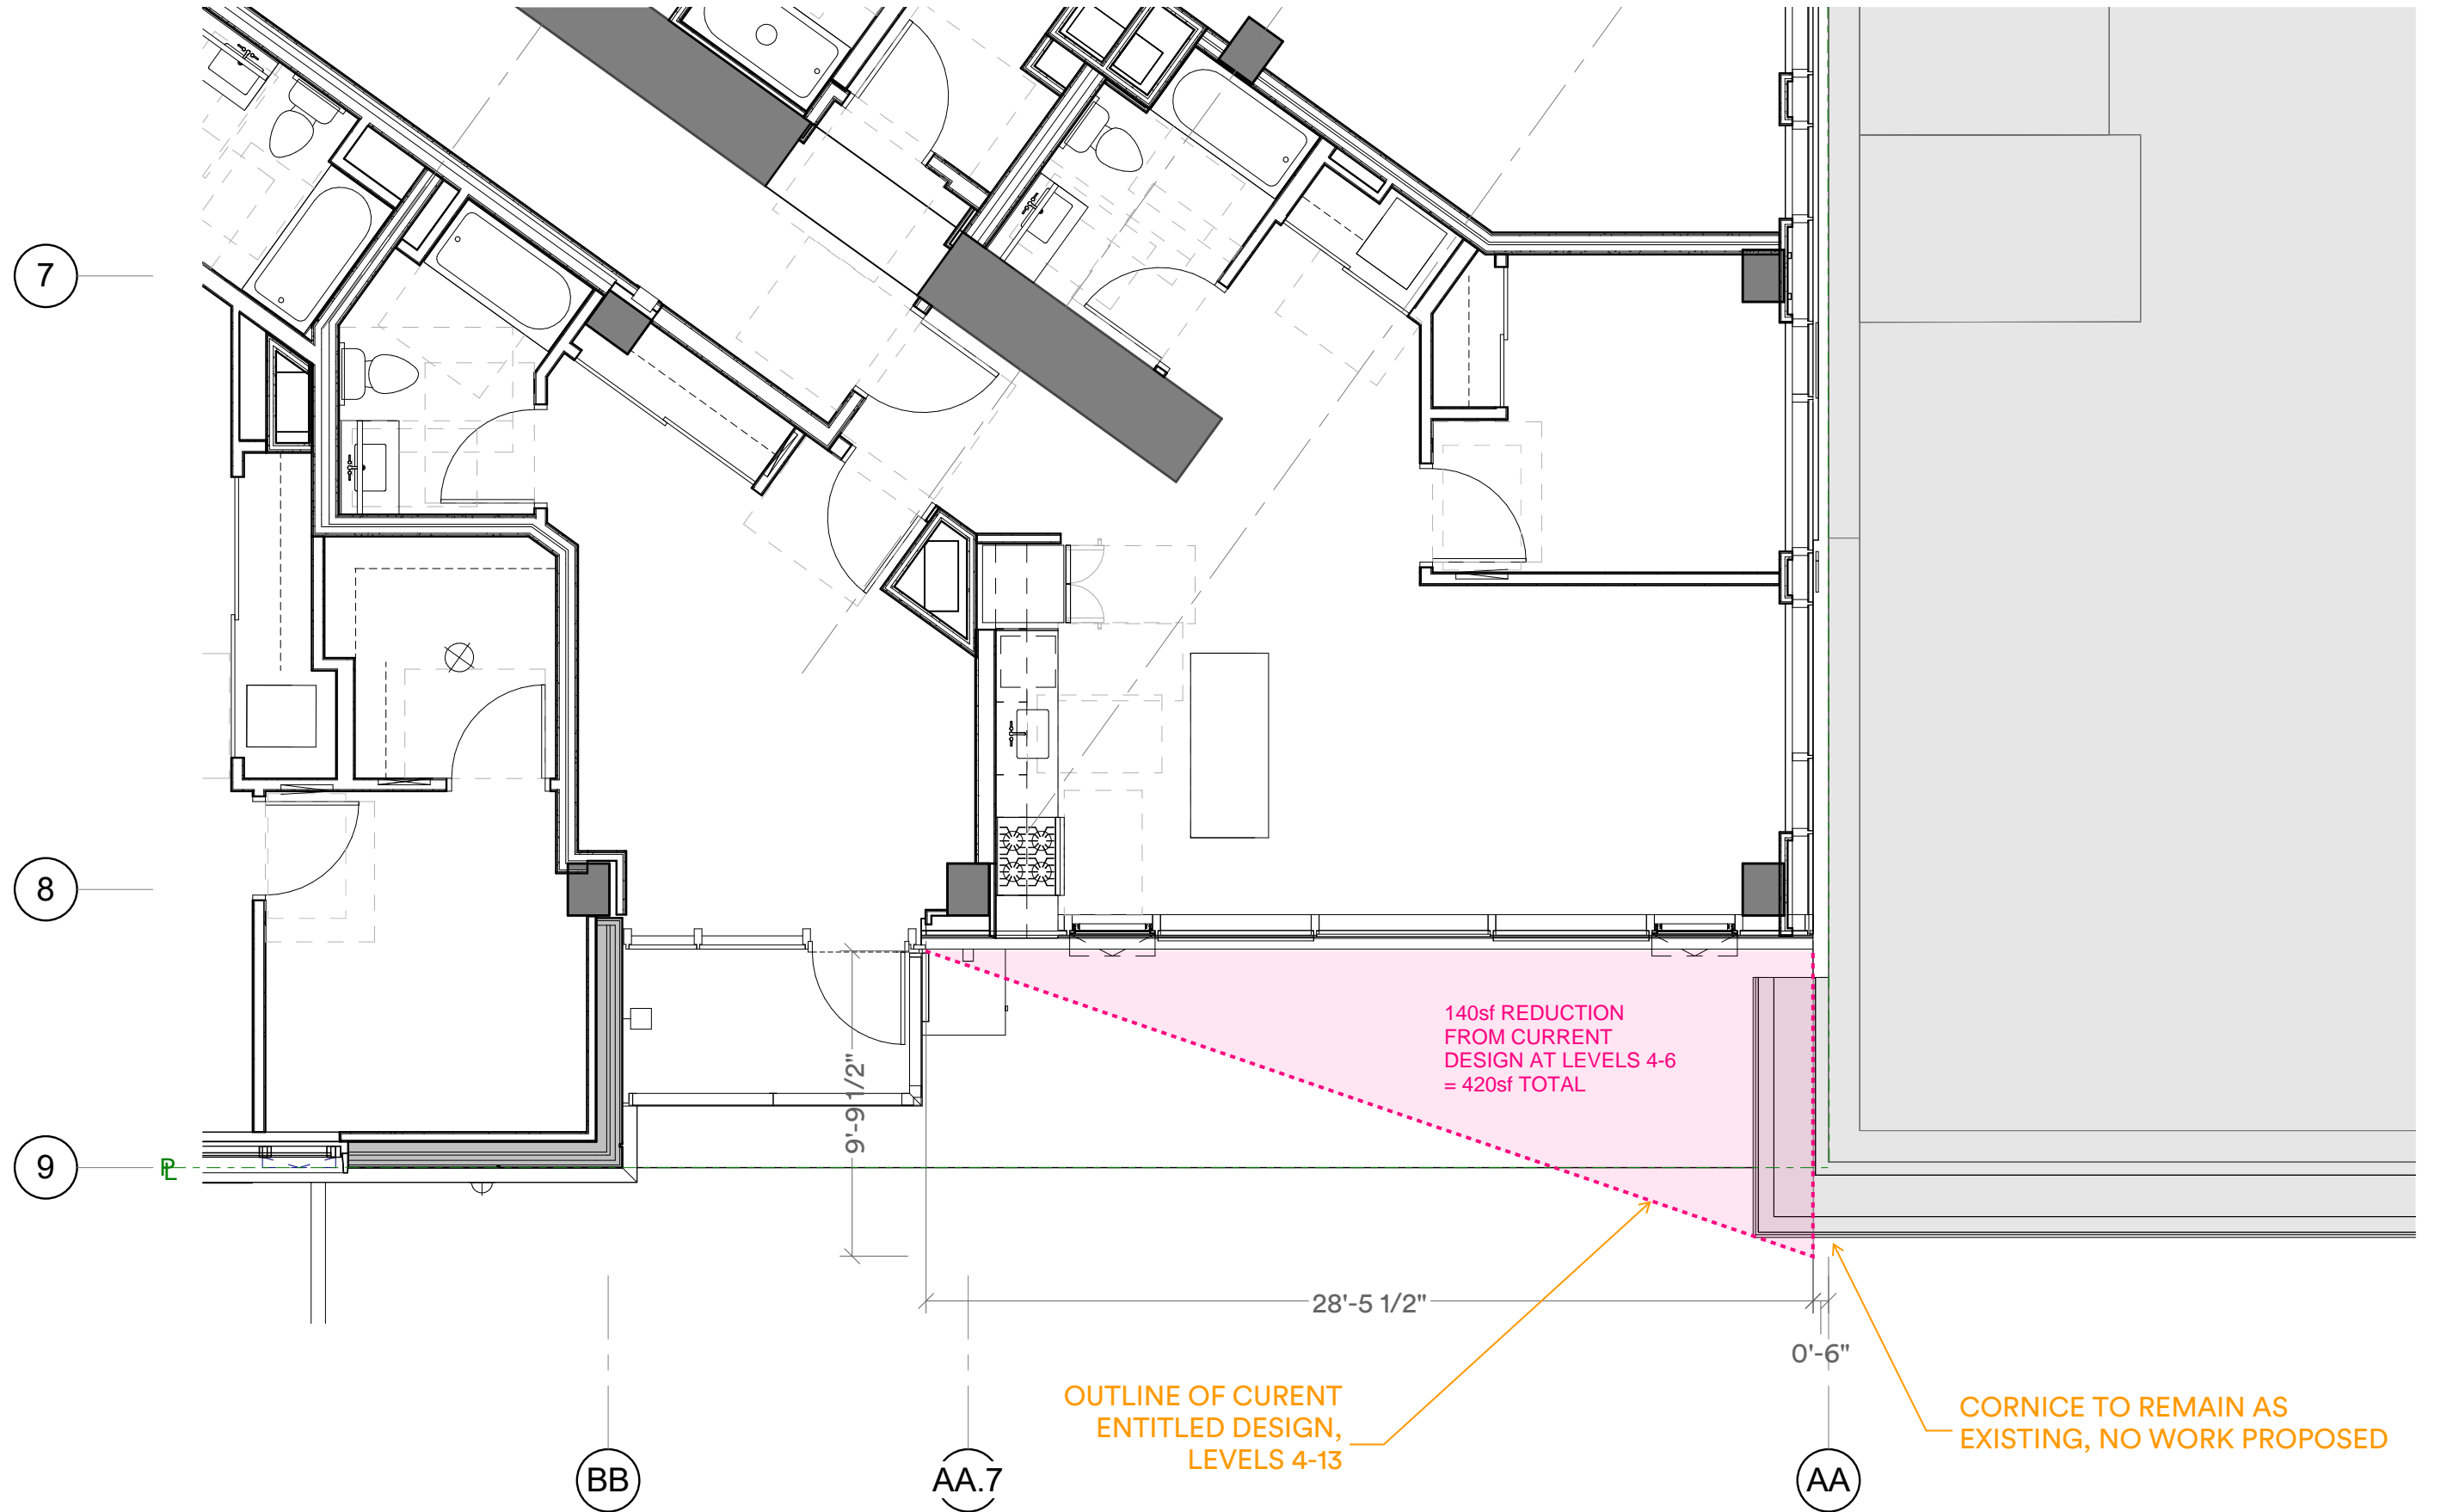 7
8
9
PL
140sf REDUCTION
FROM CURRENT
DESIGN AT LEVELS 4-6
= 420sf TOTAL
9'-9 1/2"
28'-5 1/2"
0'-6"
OUTLINE OF CURENT
ENTITLED DESIGN,
LEVELS 4-13
CORNICE TO REMAIN AS
EXISTING, NO WORK PROPOSED
BB
AA.7
AA